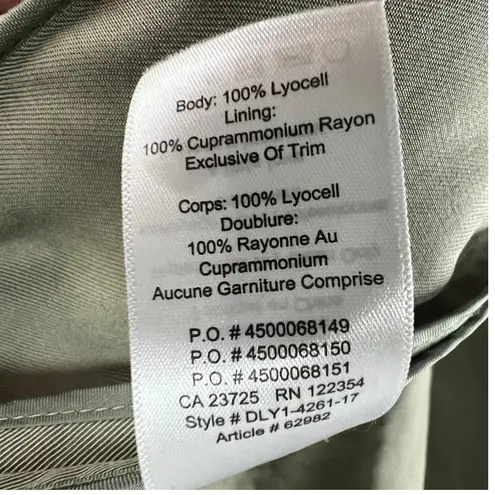 Body: 100% Lyocell
Lining:
100% Cuprammonium Rayon
Exclusive Of Trim
Corps: 100% Lyocell
Doublure:
100% Rayonne Au
Cuprammonium
Aucune Garniture Comprise
P.O. # 4500068149
P.O. # 4500068150
P.O. # 4500068151
CA 23725 RN 122354
Style # DLY1-4261-17
Article # 62982